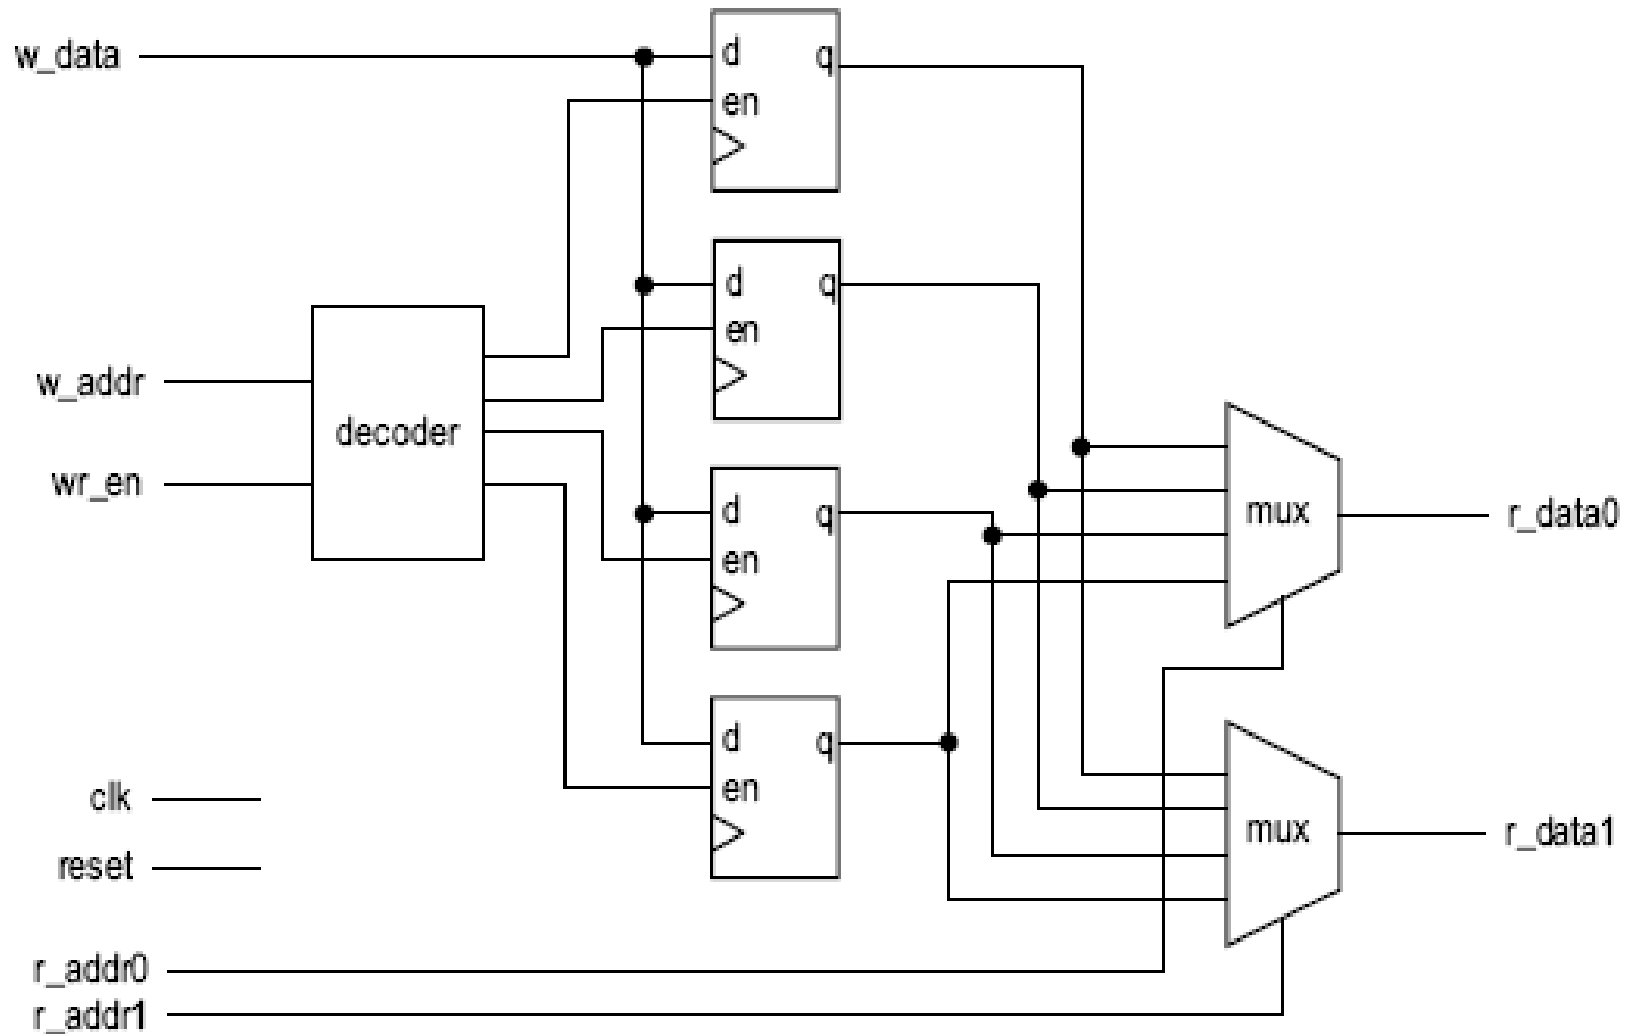 w_data
d q
en
d q
en
w_addr
decoder
wr_en
d q
en
mux
r_data0
d q
en
clk
mux
r_data1
reset
r_addr0
r_addr1